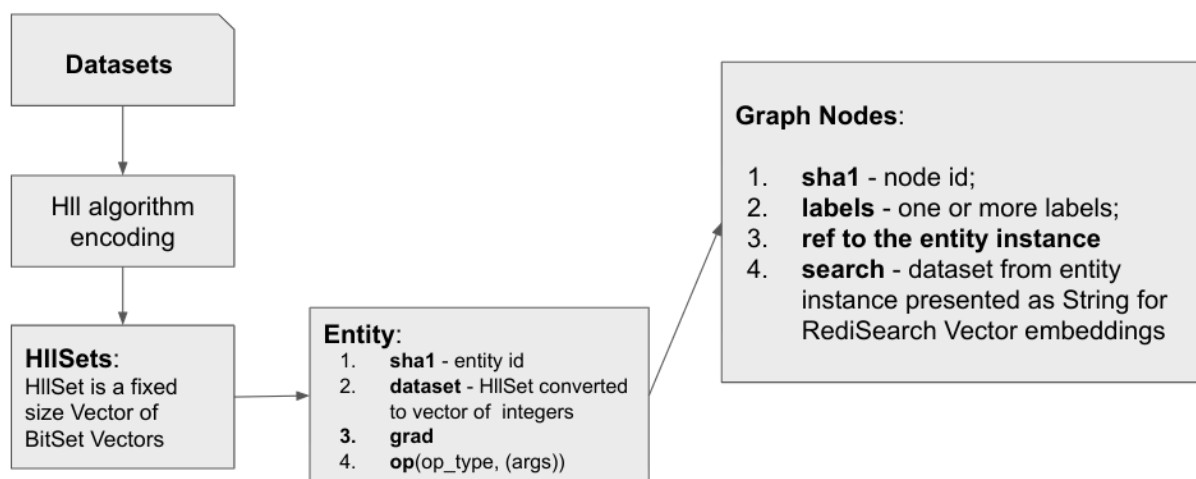 Datasets
Hll algorithm
encoding
HllSets:
HllSet is a fixed
size Vector of
BitSet Vectors
Entity:
1. sha1 - entity id
2. dataset - HllSet converted
to vector of integers
3. grad
4. op(op_type, (args))
Graph Nodes:
1. sha1 - node id;
2. labels - one or more labels;
3. ref to the entity instance
4. search - dataset from entity
instance presented as String for
RediSearch Vector embeddings